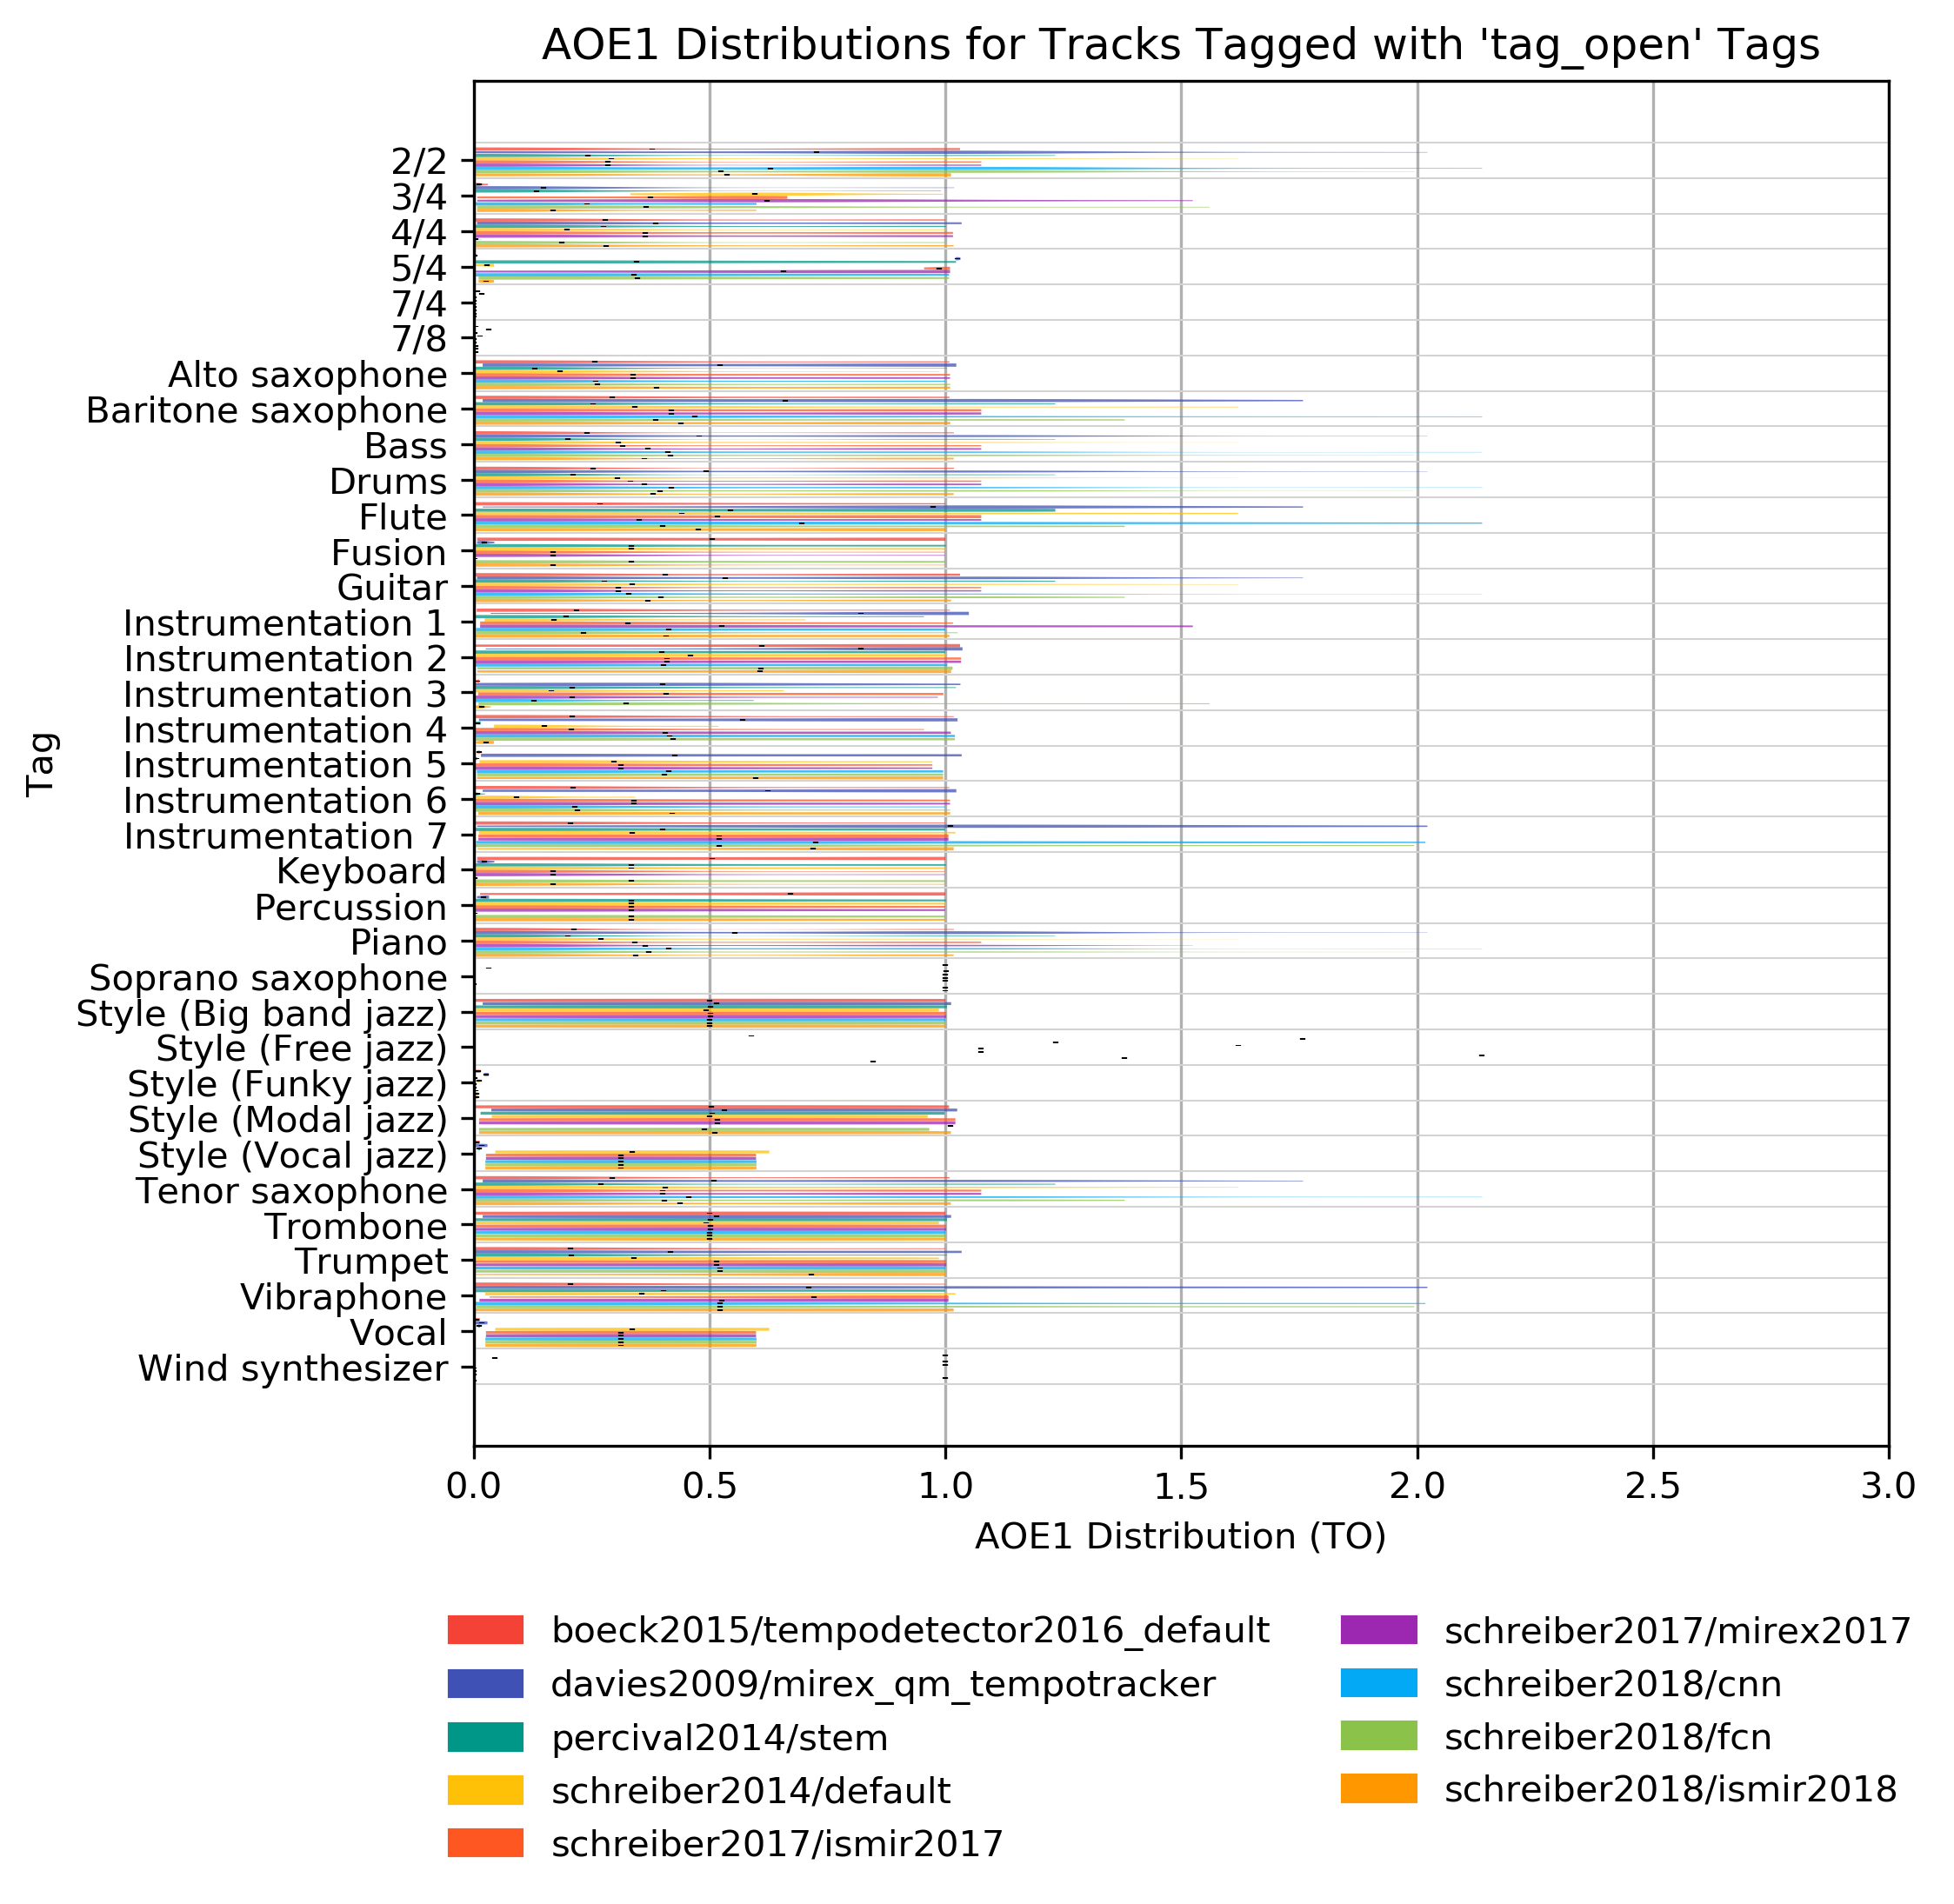 AOE1 Distributions for Tracks Tagged with 'tag_open' Tags
2/2
3/4
4/4
5/4
7/4
7/8
Alto saxophone
Baritone saxophone
Bass
Drums
Flute
Fusion
Guitar
Instrumentation 1
Instrumentation 2
Instrumentation 3
Instrumentation 4
Instrumentation 5
Instrumentation 6
Instrumentation 7
Keyboard
Percussion
Piano
Soprano saxophone
Style (Big band jazz)
Style (Free jazz)
Style (Funky jazz)
Style (Modal jazz)
Style (Vocal jazz)
Tenor saxophone
Trombone
Trumpet
Vibraphone
Vocal
Wind synthesizer
Tag
0.0 0.5 1.0 1.5 2.0 2.5 3.0
AOE1 Distribution (TO)
boeck2015/tempodetector2016_default
davies2009/mirex_qm_tempotracker
percival2014/stem
schreiber2014/default
schreiber2017/ismir2017
schreiber2017/mirex2017
schreiber2018/cnn
schreiber2018/fcn
schreiber2018/ismir2018